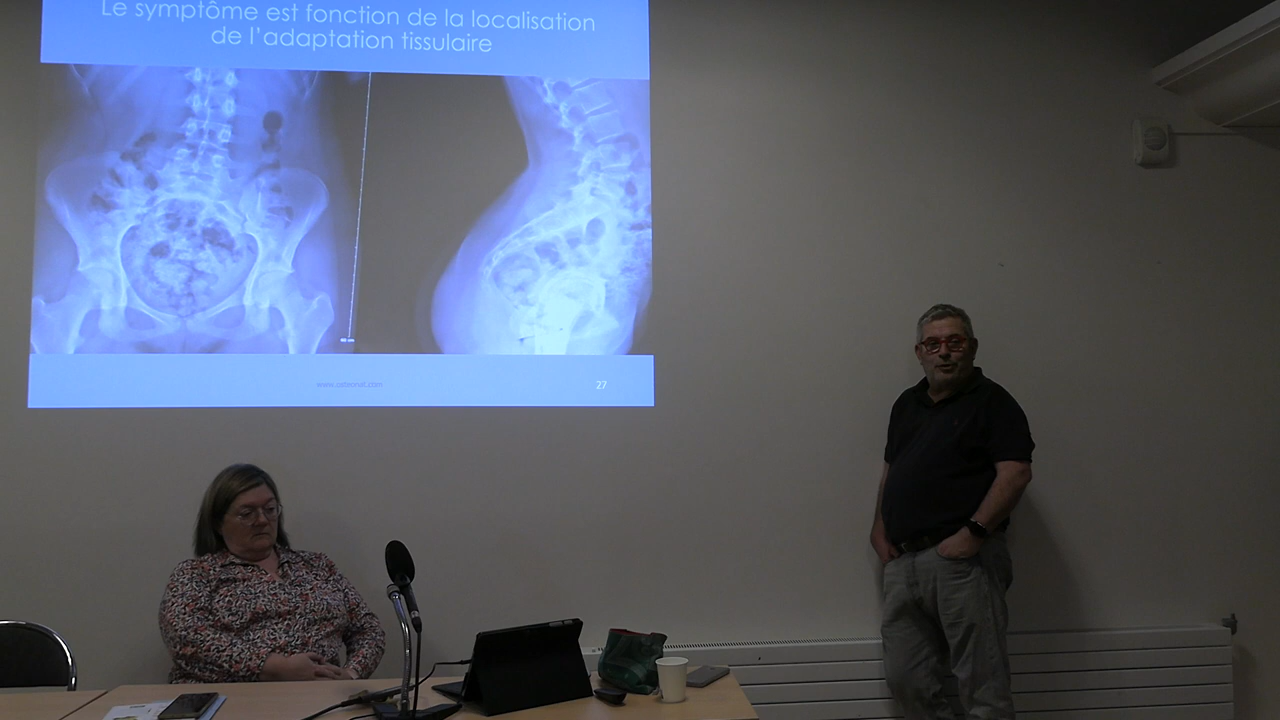 Le symptôme est fonction de la localisation
de l'adaptation tissulaire
27